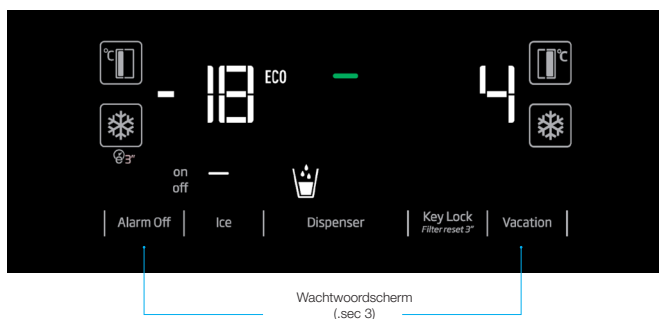 °C
°C
- 18 ECO
4
3"
on
off
Alarm Off Ice Dispenser Key Lock Vacation
Filter reset 3"
Wachtwoordscherm
(.sec 3)